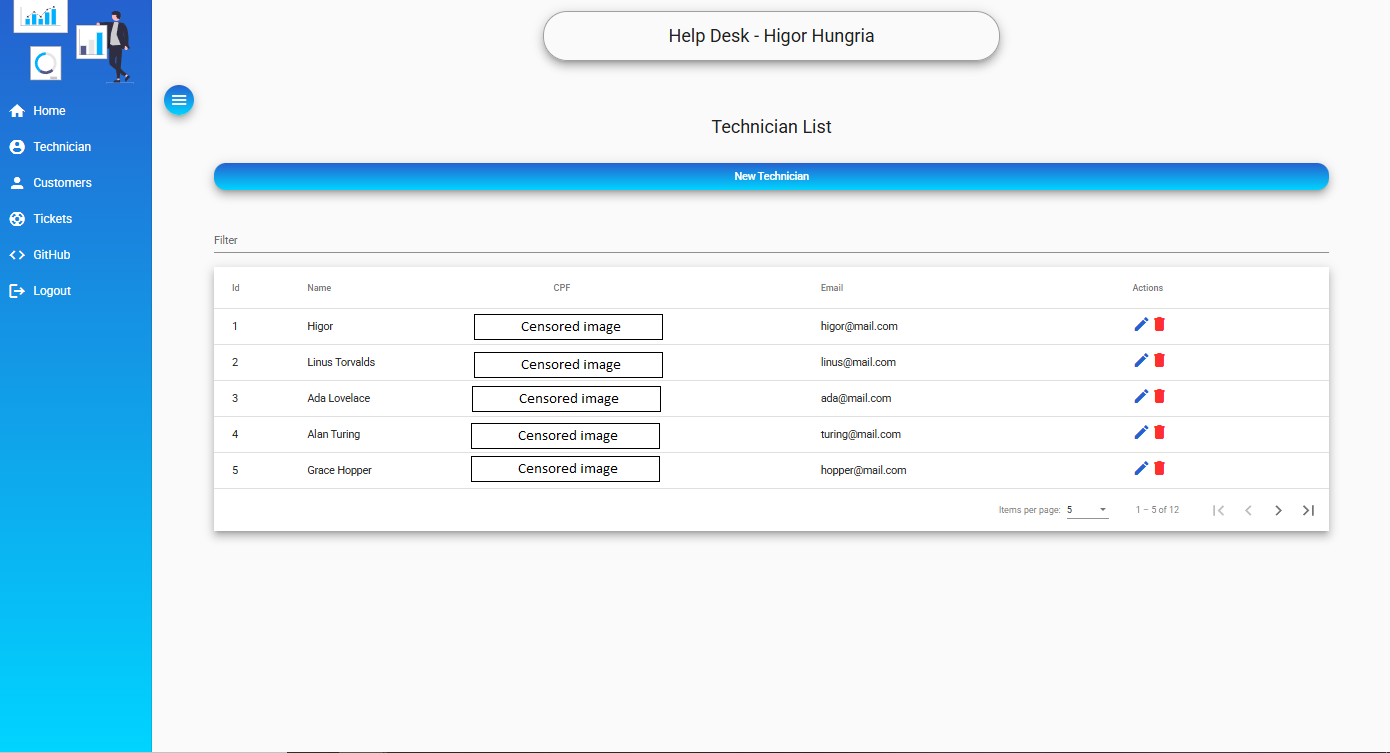 Help Desk - Higor Hungria
Home
Technician
Customers
Tickets
GitHub
Logout
Technician List
New Technician
Filter
Id Name CPF Email Actions
1 Higor Censored image higor@mail.com
2 Linus Torvalds Censored image linus@mail.com
3 Ada Lovelace Censored image ada@mail.com
4 Alan Turing Censored image turing@mail.com
5 Grace Hopper Censored image hopper@mail.com
Items per page: 5 1 – 5 of 12